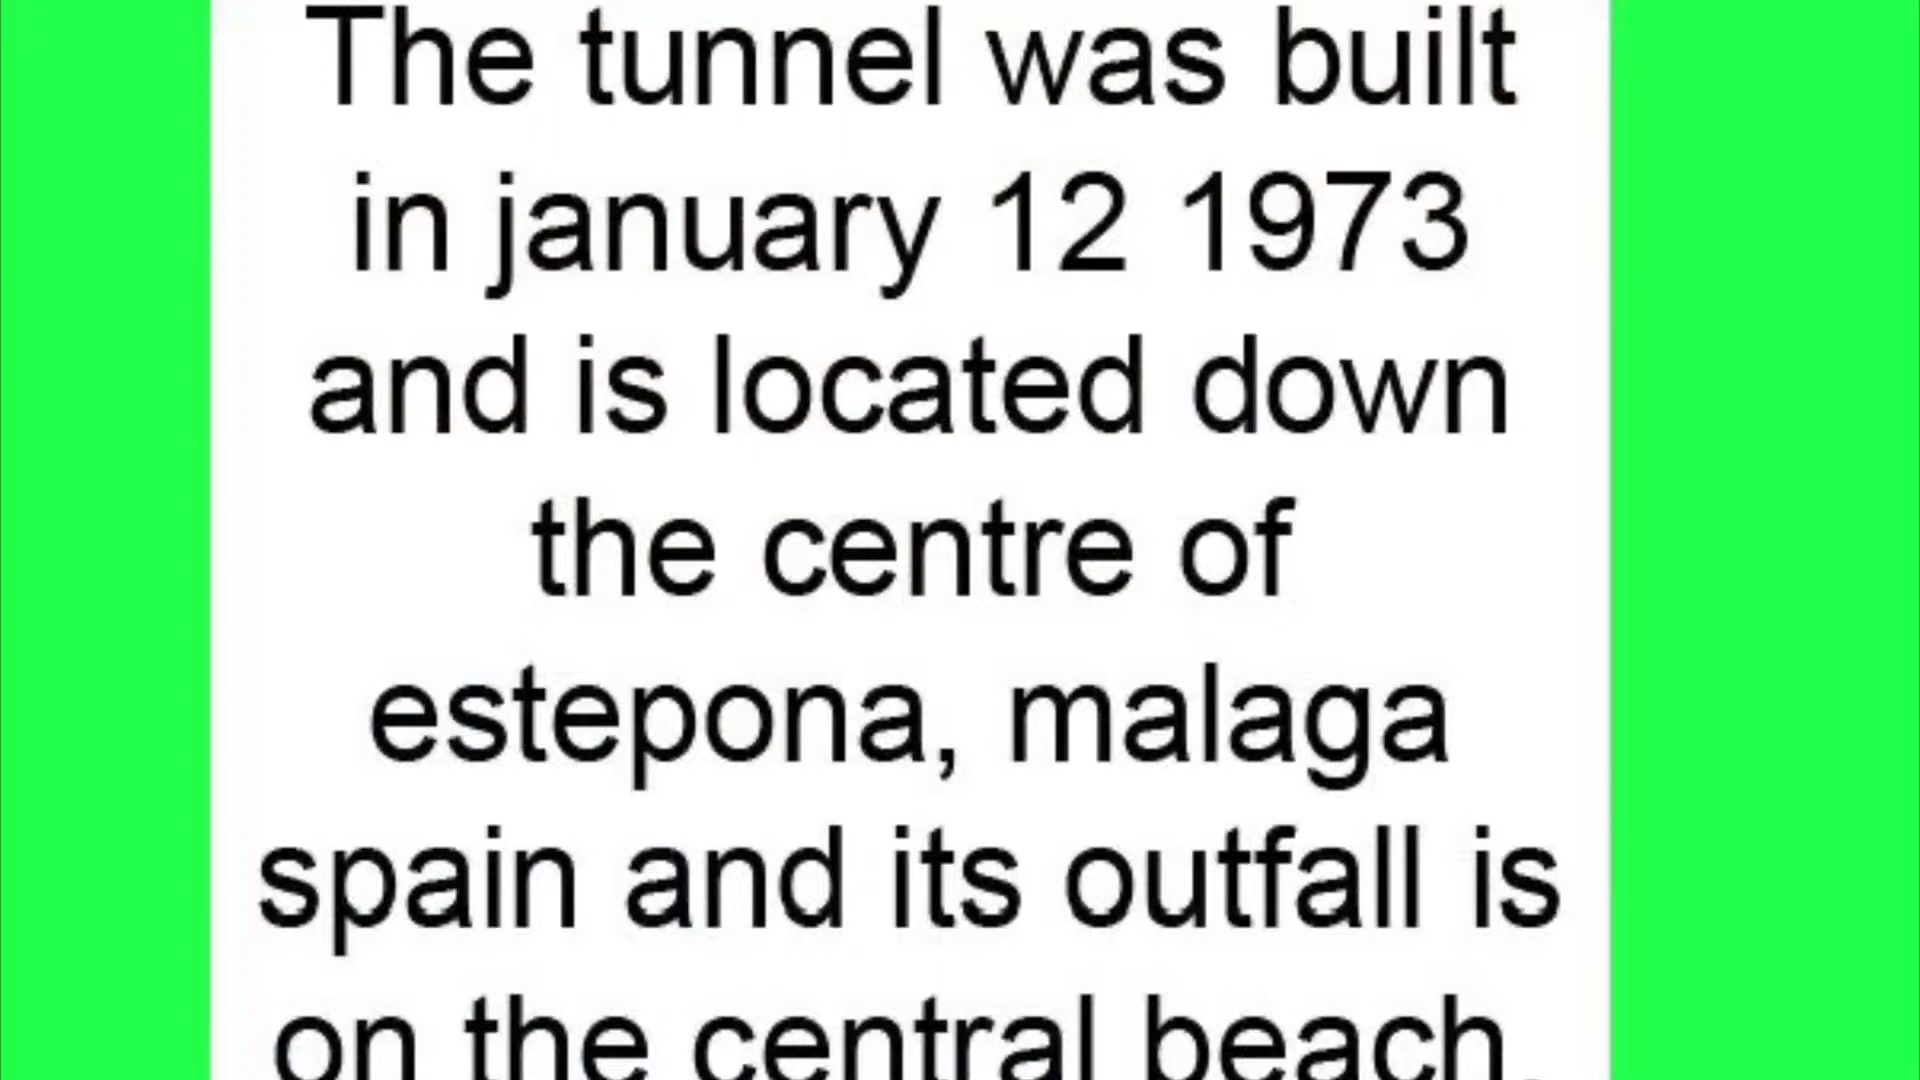 The tunnel was built
in january 12 1973
and is located down
the centre of
estepona, malaga
spain and its outfall is
on the central beach.